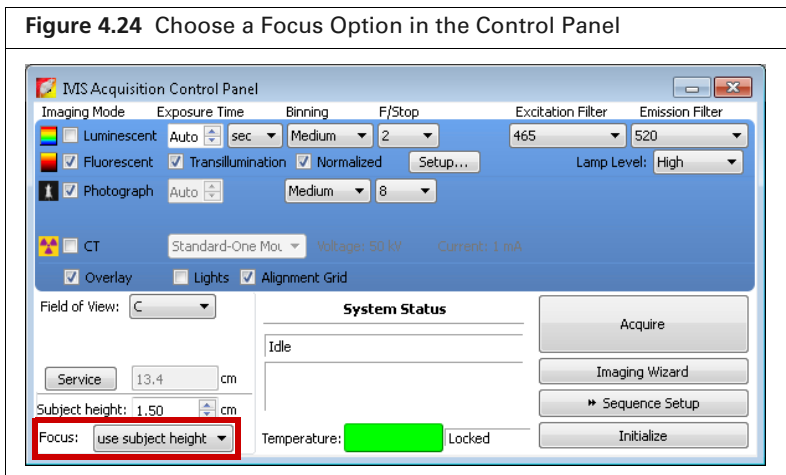 Figure 4.24 Choose a Focus Option in the Control Panel
IVIS Acquisition Control Panel
Imaging Mode Exposure Time Binning F/Stop Excitation Filter Emission Filter
Luminescent Auto sec Medium 2 465 520
Fluorescent Transillumination Normalized Setup... Lamp Level: High
Photograph Auto Medium 8
CT Standard-One Mou Voltage: 50 kV Current: 1 mA
Overlay Lights Alignment Grid
Field of View: C System Status Acquire
Idle
Service 13.4 cm Imaging Wizard
Subject height: 1.50 cm Sequence Setup
Focus: use subject height Temperature: Locked Initialize